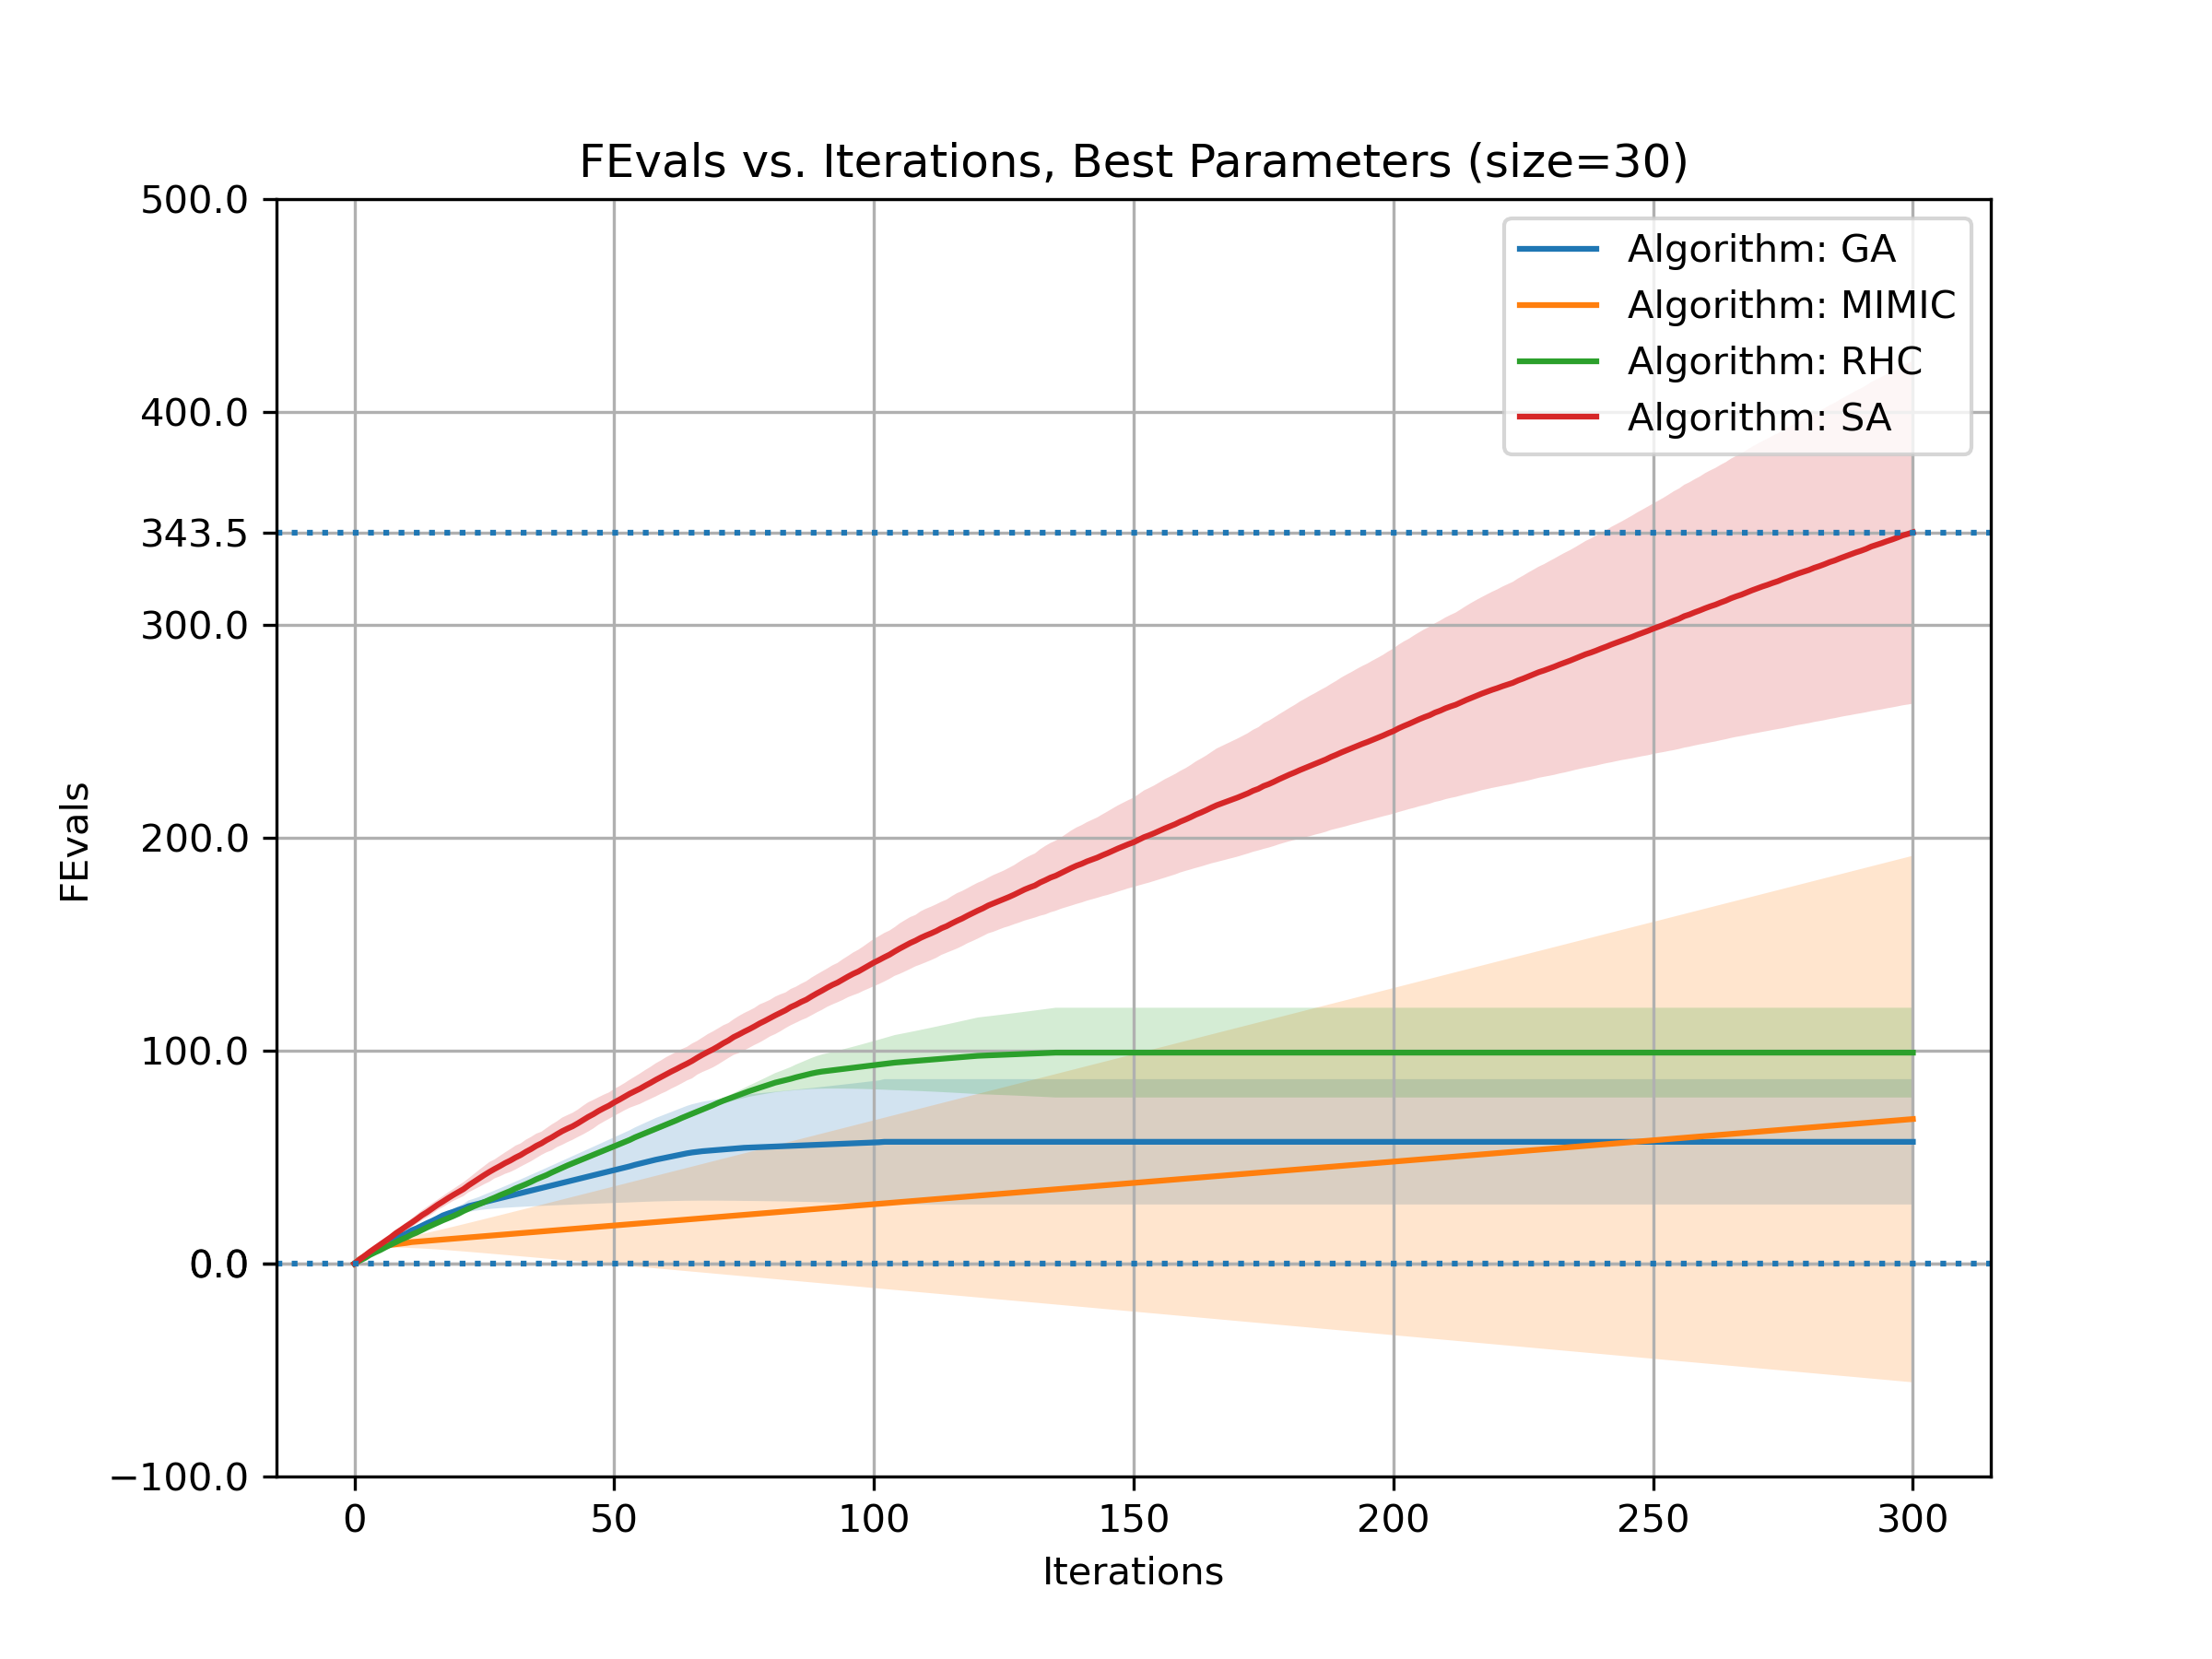 FEvals vs. Iterations, Best Parameters (size=30)
500.0
400.0
343.5
300.0
200.0
100.0
0.0
−100.0
FEvals
Algorithm: GA
Algorithm: MIMIC
Algorithm: RHC
Algorithm: SA
0 50 100 150 200 250 300
Iterations